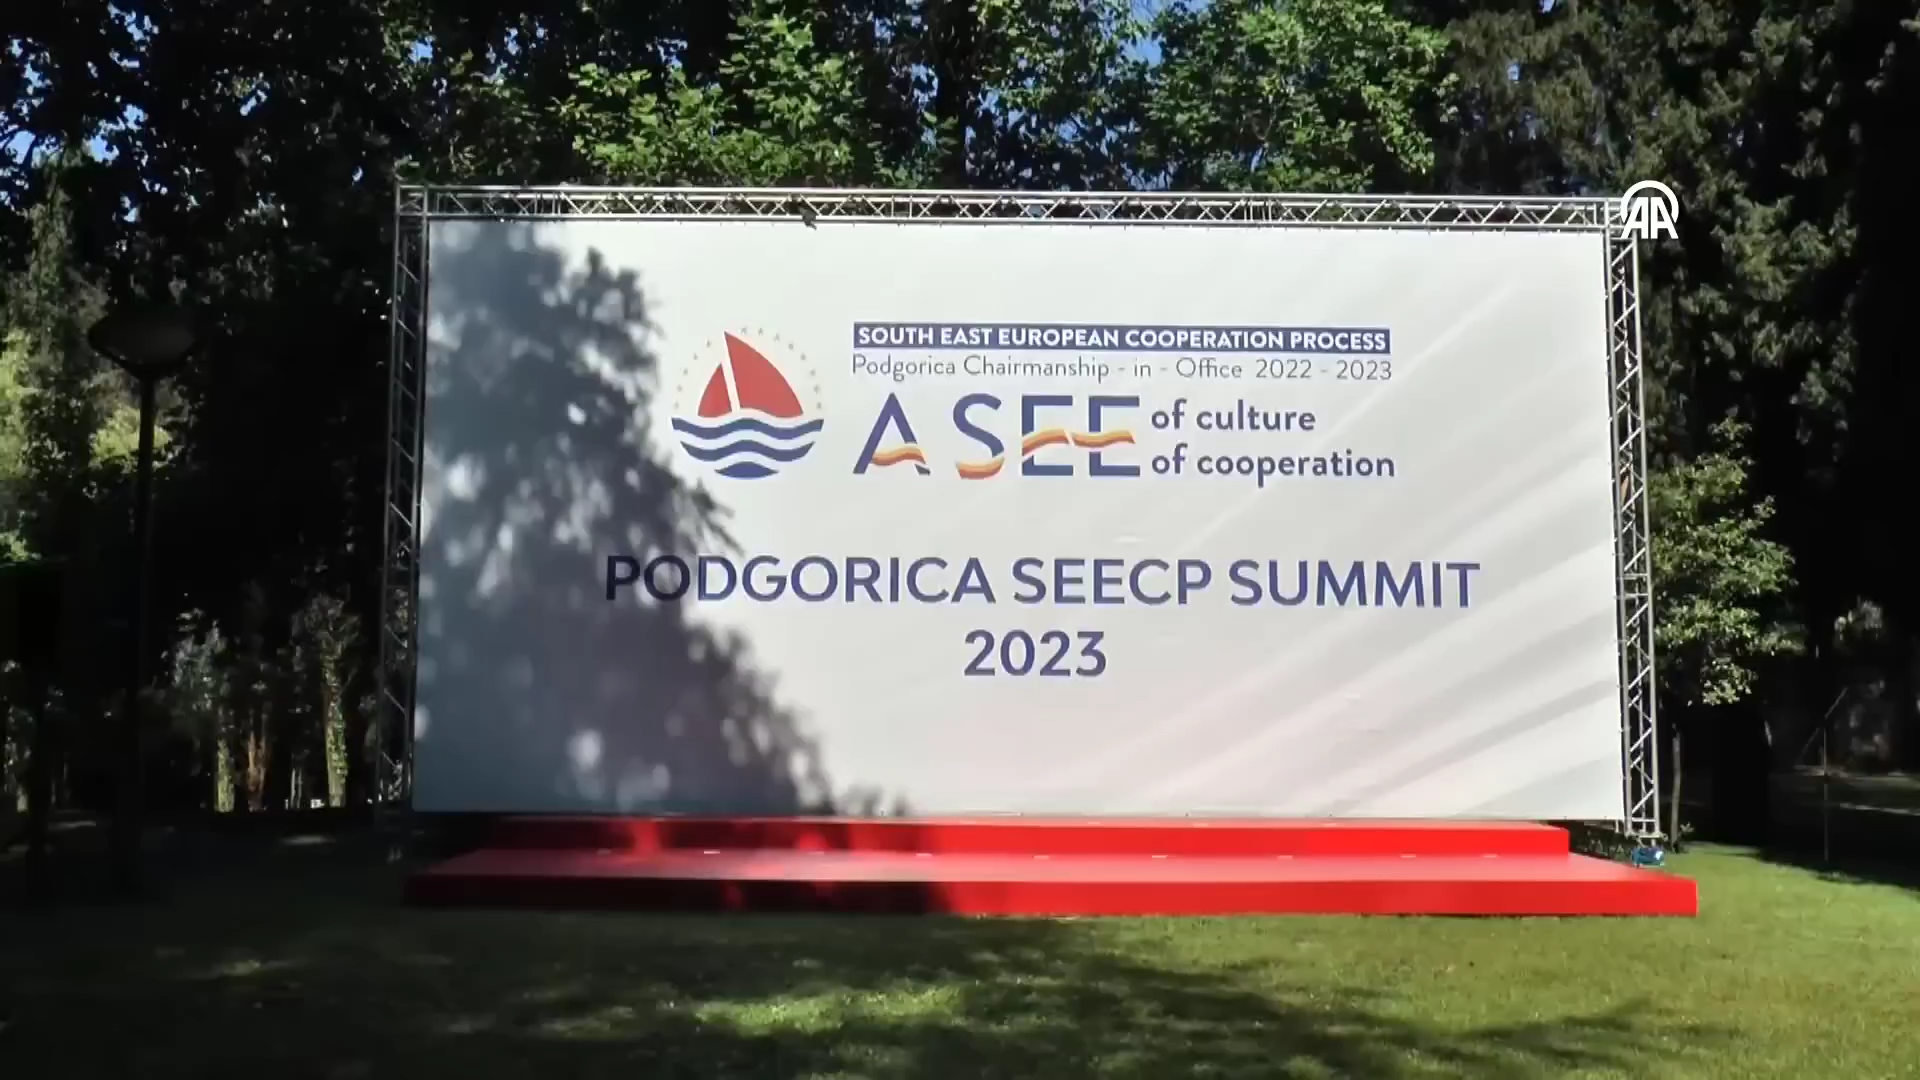 AA
SOUTH EAST EUROPEAN COOPERATION PROCESS
Podgorica Chairmanship - in - Office 2022 - 2023
A SEE of culture
of cooperation
PODGORICA SEECP SUMMIT
2023